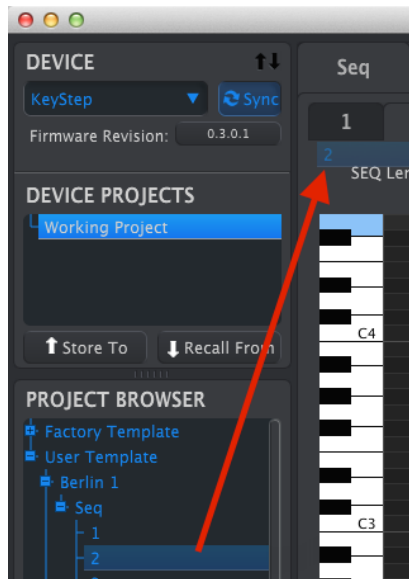 DEVICE
KeyStep
Sync
Firmware Revision: 0.3.0.1
DEVICE PROJECTS
Working Project
Store To
Recall From
PROJECT BROWSER
Factory Template
User Template
Berlin 1
Seq
1
2
Seq
1
2
SEQ Ler
C4
C3